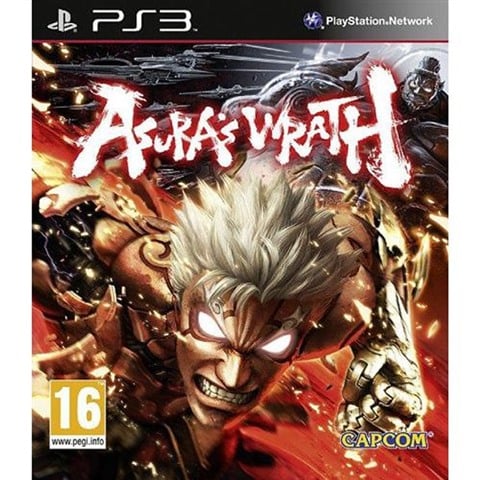 PS3
PlayStation®Network
ASURA'S WRATH
16
www.pegi.info
CAPCOM